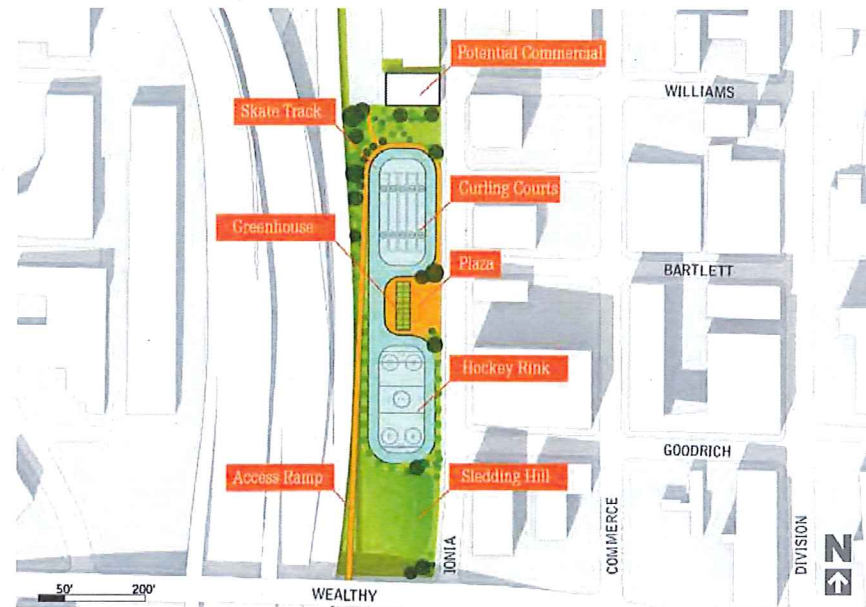 Potential Commercial
WILLIAMS
Skate Track
Curling Courts
Greenhouse
Plaza
BARTLETT
Hockey Rink
GOODRICH
Access Ramp
Sledding Hill
IONIA
COMMERCE
DIVISION
N
50'
200'
WEALTHY